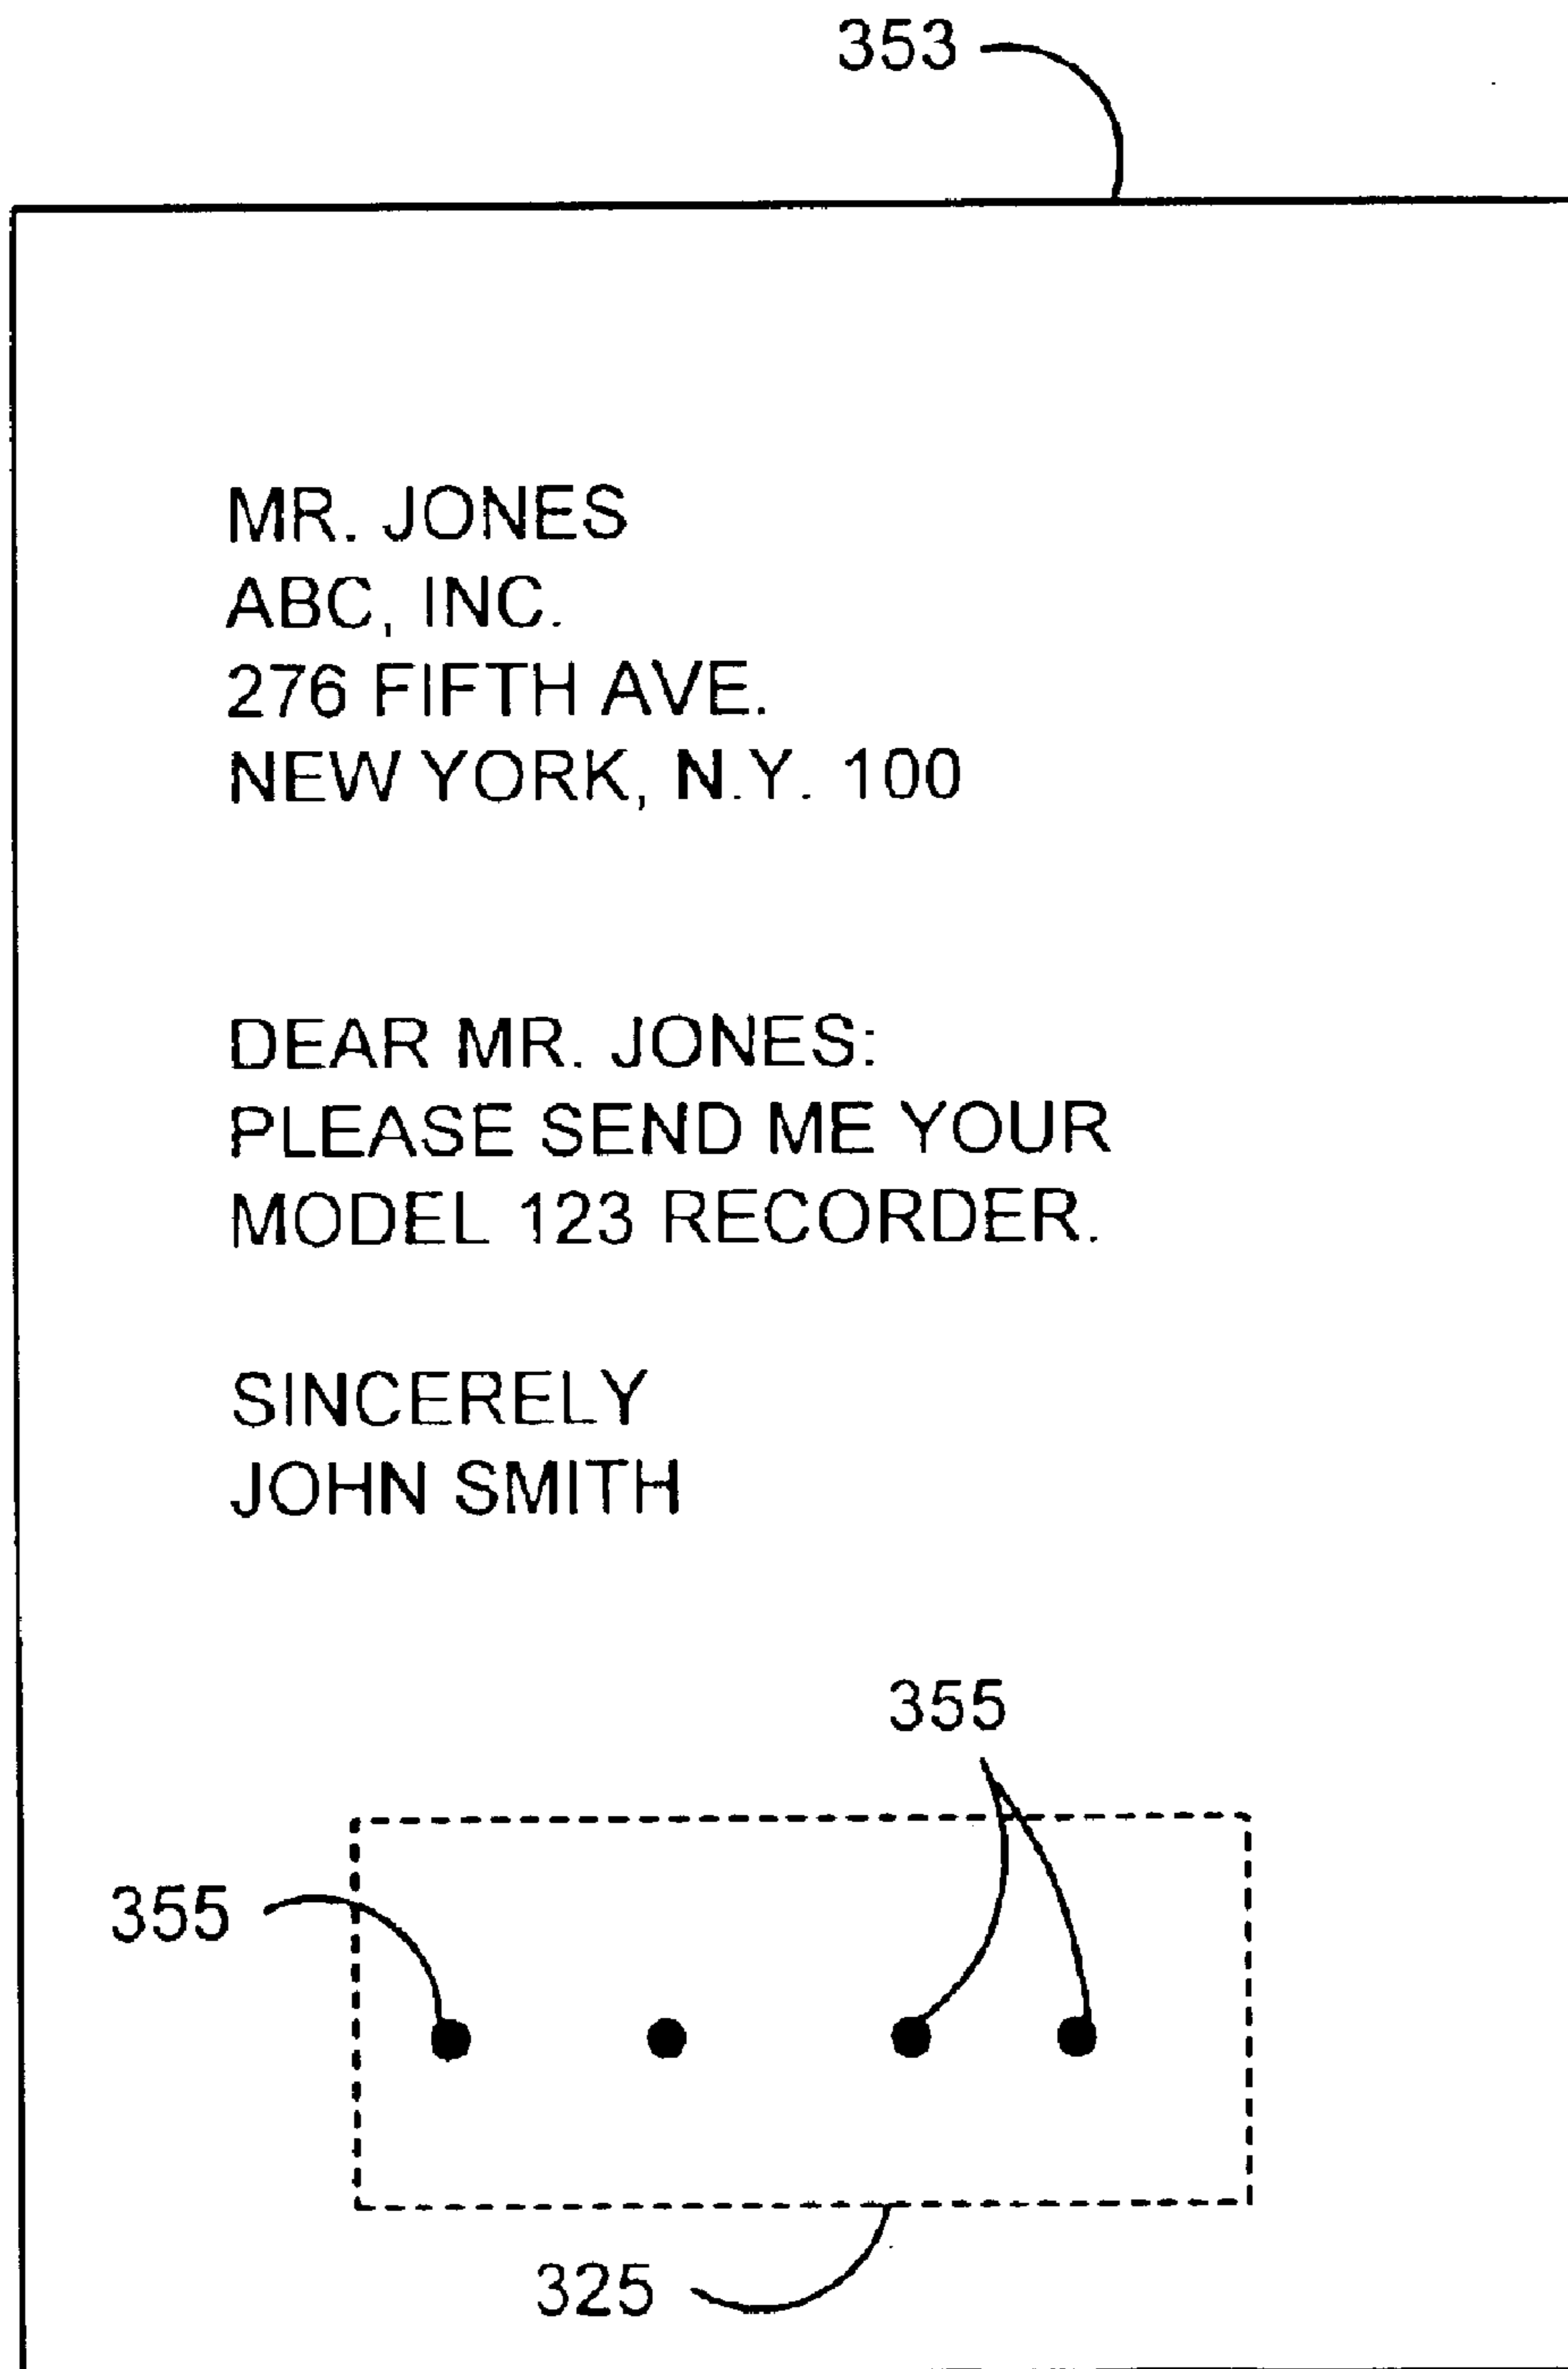 353
MR. JONES
ABC, INC.
276 FIFTH AVE.
NEW YORK, N.Y. 100
DEAR MR. JONES:
PLEASE SEND ME YOUR
MODEL 123 RECORDER.
SINCERELY
JOHN SMITH
355
355
325